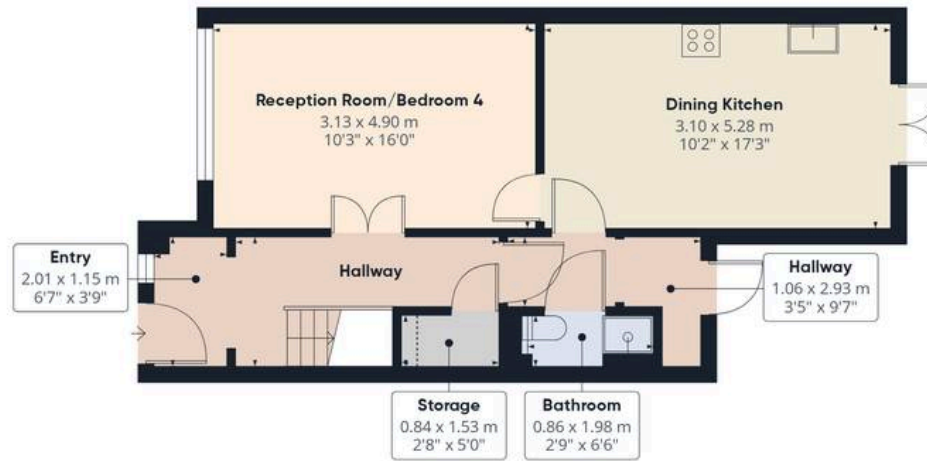 Reception Room/Bedroom 4
3.13 x 4.90 m
10'3" x 16'0"
Dining Kitchen
3.10 x 5.28 m
10'2" x 17'3"
Entry
2.01 x 1.15 m
6'7" x 3'9"
Hallway
Hallway
1.06 x 2.93 m
3'5" x 9'7"
Storage
0.84 x 1.53 m
2'8" x 5'0"
Bathroom
0.86 x 1.98 m
2'9" x 6'6"